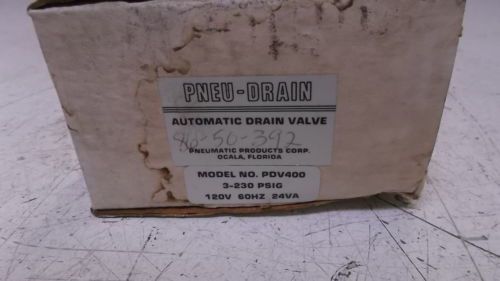 PNEU-DRAIN
AUTOMATIC DRAIN VALVE
86-50-392
PNEUMATIC PRODUCTS CORP.
OCALA, FLORIDA
MODEL NO. PDV400
3-230 PSIG
120V 60HZ 24VA